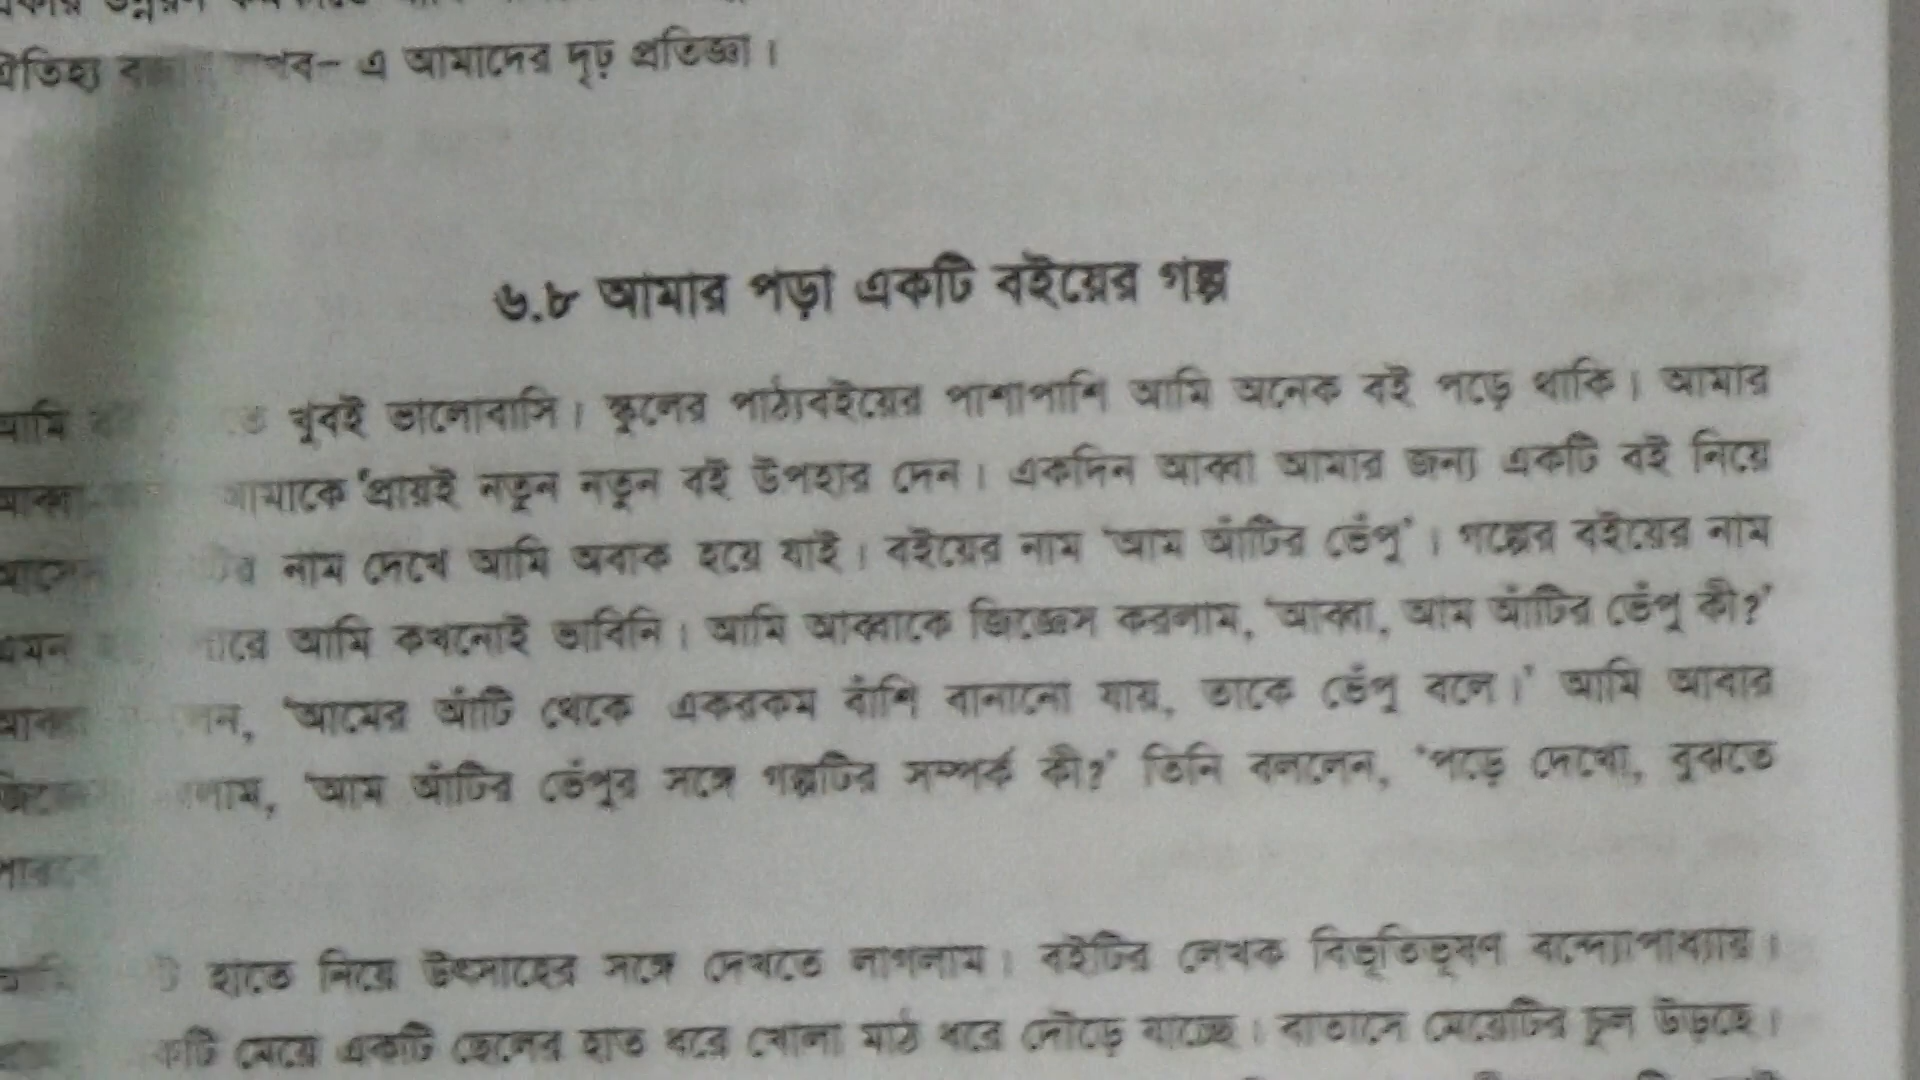 এ আমাদের দৃঢ় প্রতিজ্ঞা।
৬.৮ আমার পড়া একটি বইয়ের গল্প
আমি খুবই ভালোবাসি। স্কুলের পাঠ্যবইয়ের পাশাপাশি আমি অনেক বই পড়ে থাকি। আমার
আব্বা আমাকে প্রায়ই নতুন নতুন বই উপহার দেন। একদিন আব্বা আমার জন্য একটি বই নিয়ে
নাম দেখে আমি অবাক হয়ে যাই। বইয়ের নাম 'আম আঁটির ভেঁপু'। গল্পের বইয়ের নাম
এমন আমি কখনোই ভাবিনি। আমি আব্বাকে জিজ্ঞেস করলাম, 'আব্বা, আম আঁটির ভেঁপু কী?'
'আমের আঁটি থেকে একরকম বাঁশি বানানো যায়, তাকে ভেঁপু বলে।' আমি আবার
'আম আঁটির ভেঁপুর সঙ্গে গল্পটির সম্পর্ক কী?' তিনি বললেন, 'পড়ে দেখো, বুঝতে
হাতে নিয়ে উৎসাহের সঙ্গে দেখতে লাগলাম। বইটির লেখক বিভূতিভূষণ বন্দ্যোপাধ্যায়।
মেয়ে একটি ছেলের হাত ধরে খোলা মাঠ ধরে দৌড়ে যাচ্ছে। বাতাসে মেয়েটির চুল উড়ছে।